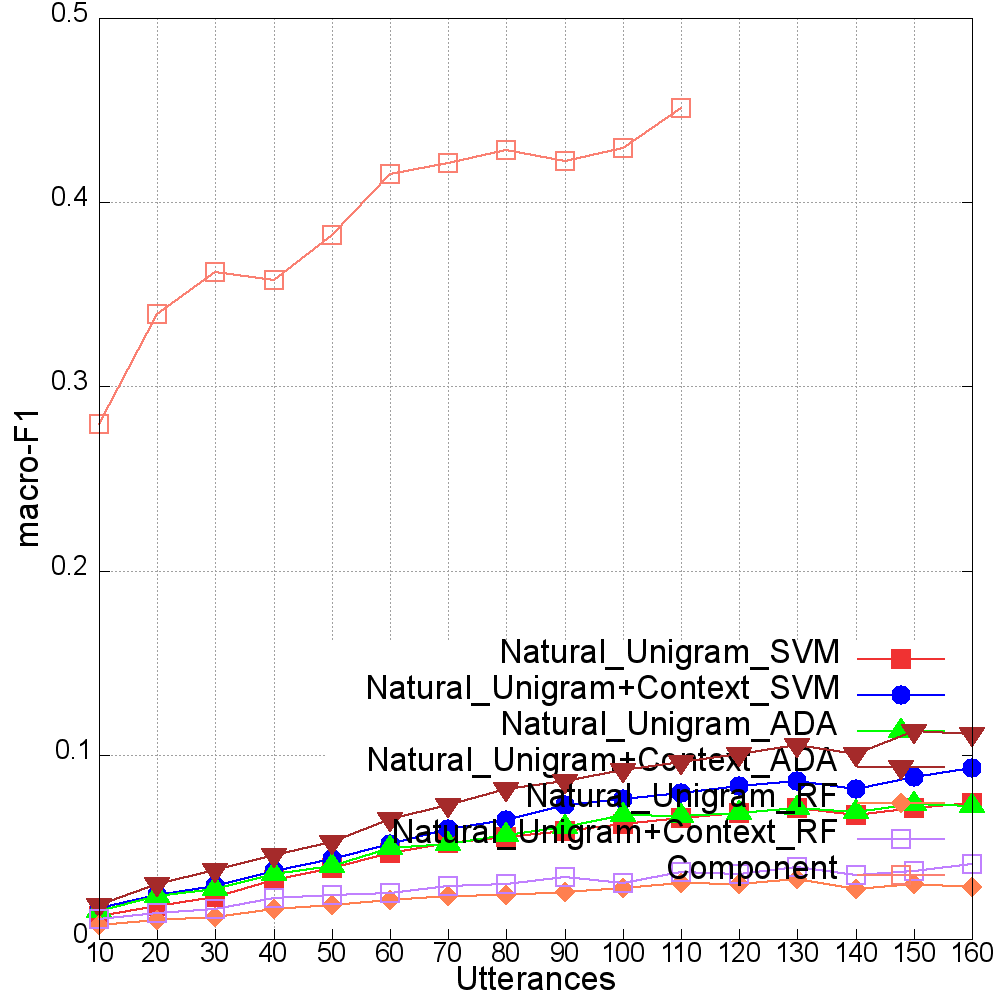 0.5
0.4
0.3
0.2
0.1
0
macro-F1
Natural_Unigram_SVM
Natural_Unigram+Context_SVM
Natural_Unigram_ADA
Natural_Unigram+Context_ADA
Natural_Unigram_RF
Natural_Unigram+Context_RF
Component
10 20 30 40 50 60 70 80 90 100 110 120 130 140 150 160
Utterances